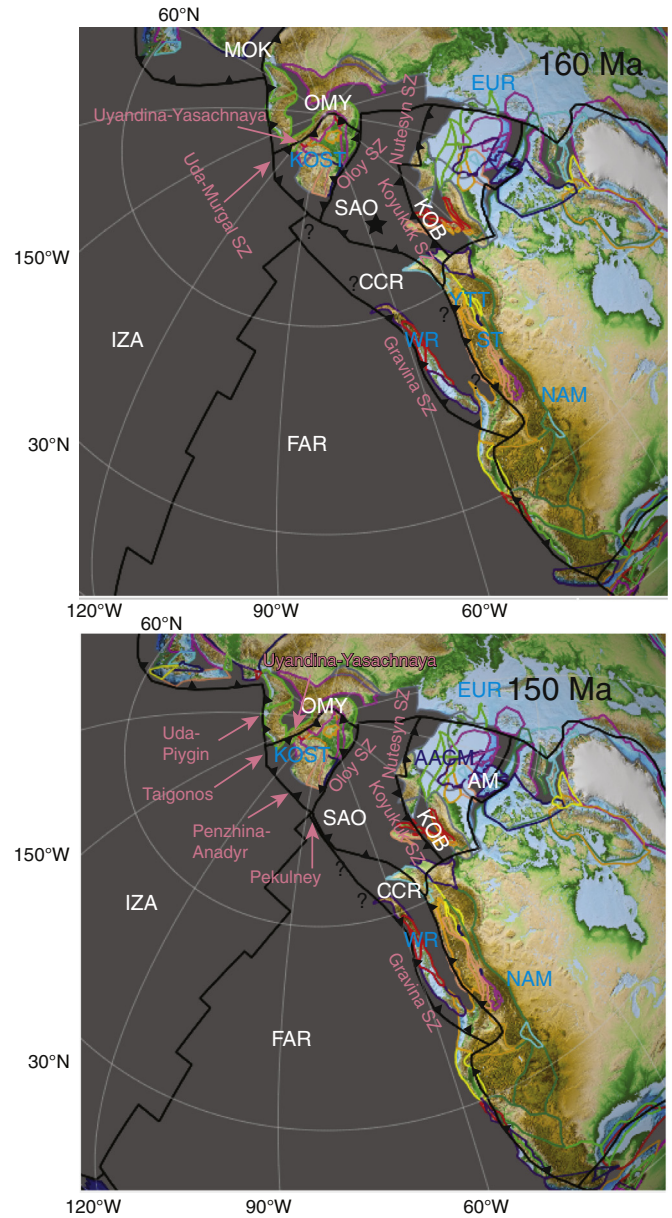 60°N
MOK
160 Ma
EUR
OMY
Uyandina-Yasachnaya
Nutesyn SZ
KOST
Oloy SZ
Uda-Murgal SZ
SAO
Koyukuk SZ
KOB
?
150°W
CCR
?
?
YTT
IZA
WR
ST
Gravina SZ
?
NAM
30°N
FAR
120°W
90°W
60°W
60°N
Uyandina-Yasachnaya
EUR
150 Ma
OMY
Nutesyn SZ
Uda-
Piygin
KOST
Oloy SZ
AACM
AM
Taigonos
SAO
Koyukuk SZ
KOB
Penzhina-
Anadyr
150°W
Pekulney
?
CCR
?
IZA
WR
Gravina SZ
NAM
FAR
30°N
120°W
90°W
60°W